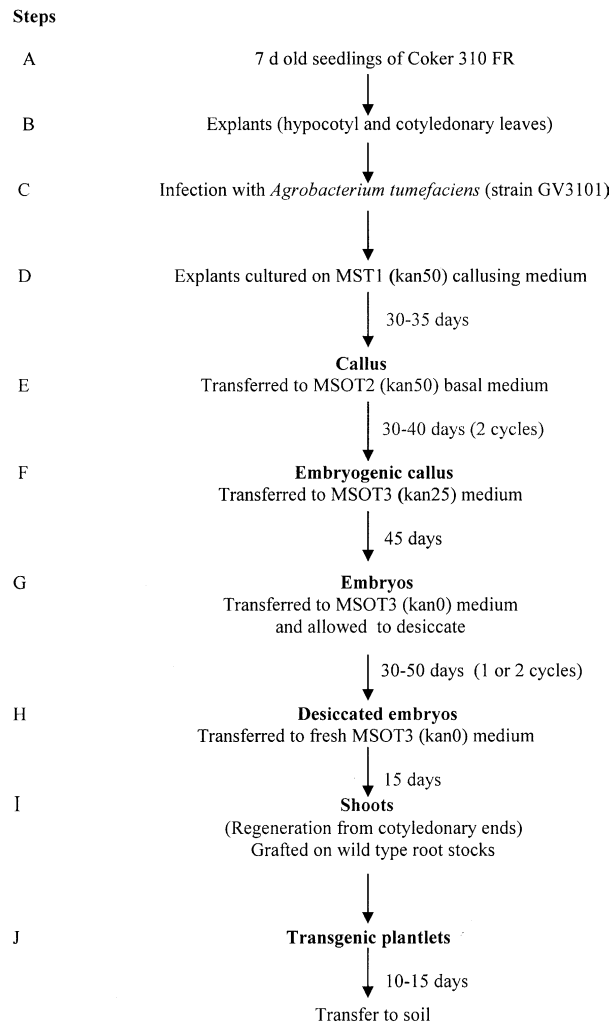 Steps
A 7 d old seedlings of Coker 310 FR
B Explants (hypocotyl and cotyledonary leaves)
C Infection with Agrobacterium tumefaciens (strain GV3101)
D Explants cultured on MST1 (kan50) callusing medium
30-35 days
Callus
E Transferred to MSOT2 (kan50) basal medium
30-40 days (2 cycles)
F Embryogenic callus
Transferred to MSOT3 (kan25) medium
45 days
G Embryos
Transferred to MSOT3 (kan0) medium
and allowed to desiccate
30-50 days (1 or 2 cycles)
H Desiccated embryos
Transferred to fresh MSOT3 (kan0) medium
15 days
I Shoots
(Regeneration from cotyledonary ends)
Grafted on wild type root stocks
J Transgenic plantlets
10-15 days
Transfer to soil